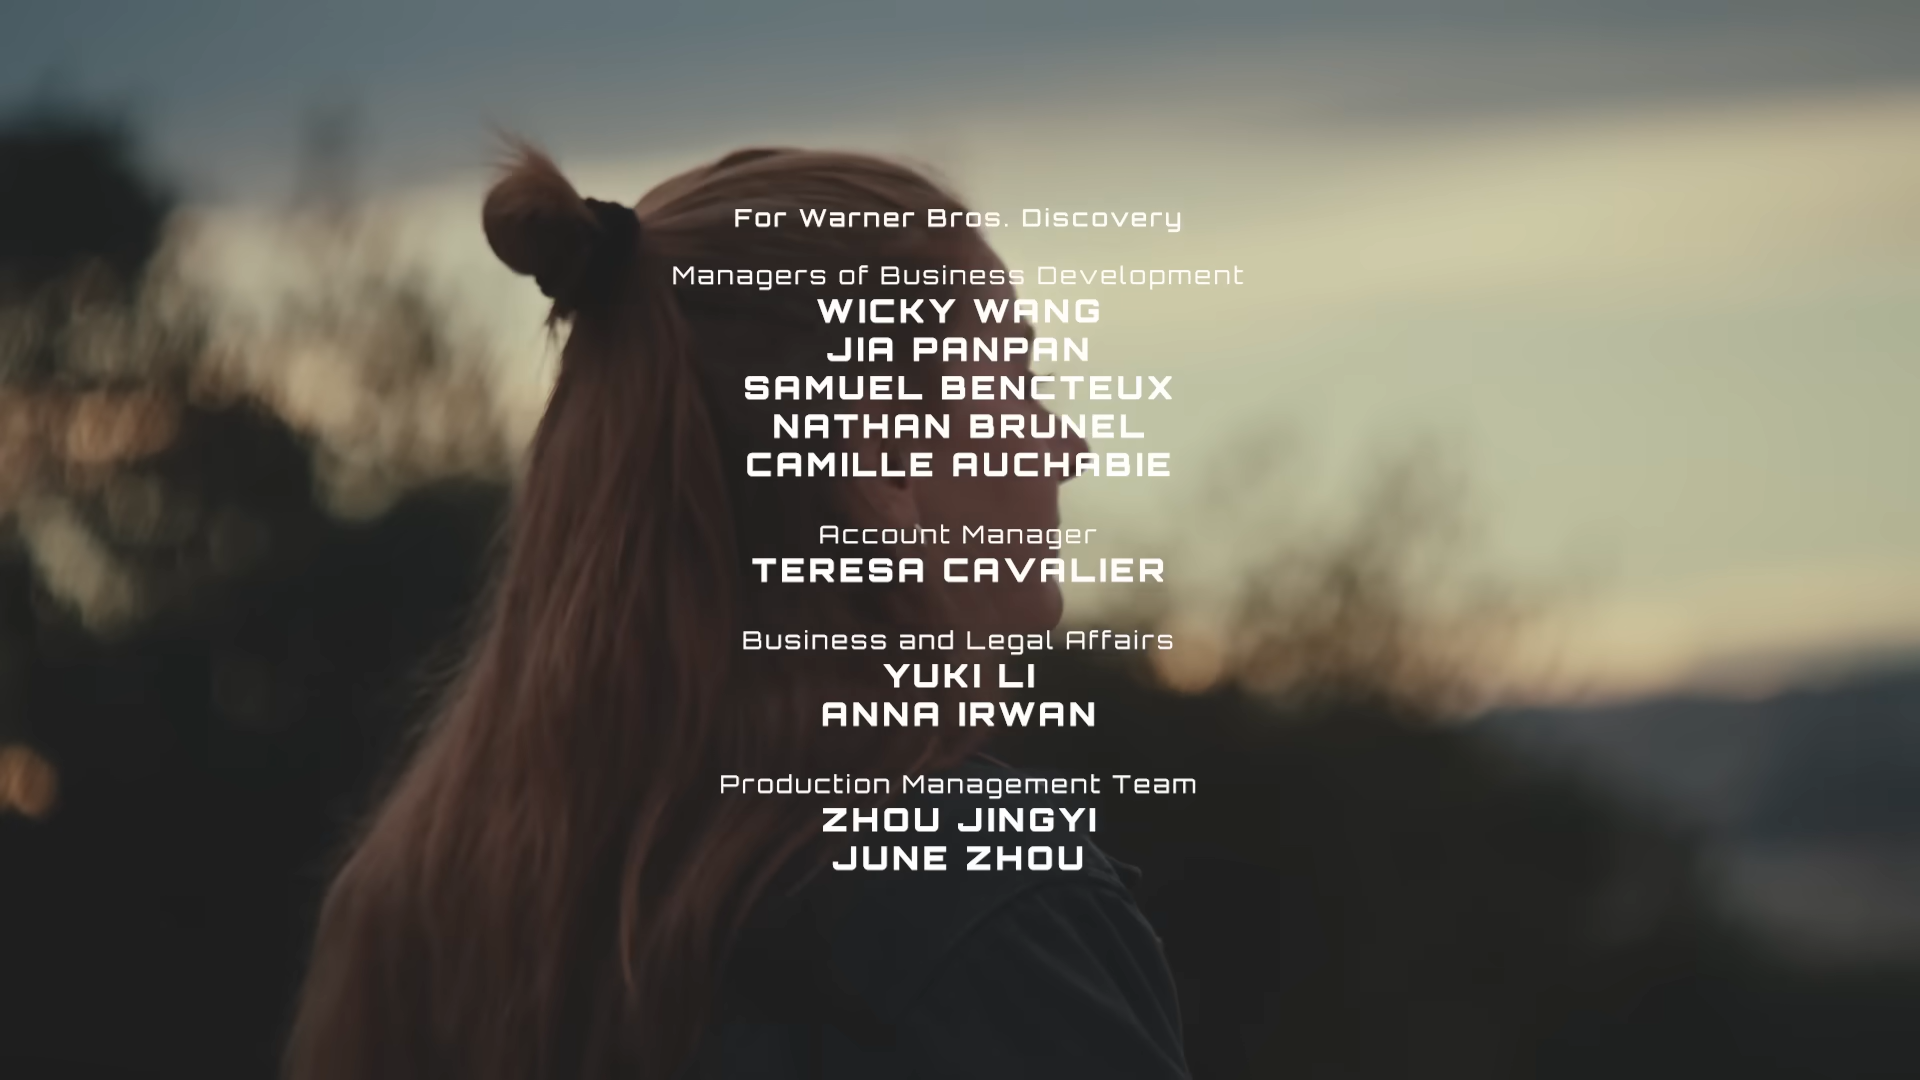 For Warner Bros. Discovery
Managers of Business Development
WICKY WANG
JIA PANPAN
SAMUEL BENCTEUX
NATHAN BRUNEL
CAMILLE AUCHABIE
Account Manager
TERESA CAVALIER
Business and Legal Affairs
YUKI LI
ANNA IRWAN
Production Management Team
ZHOU JINGYI
JUNE ZHOU